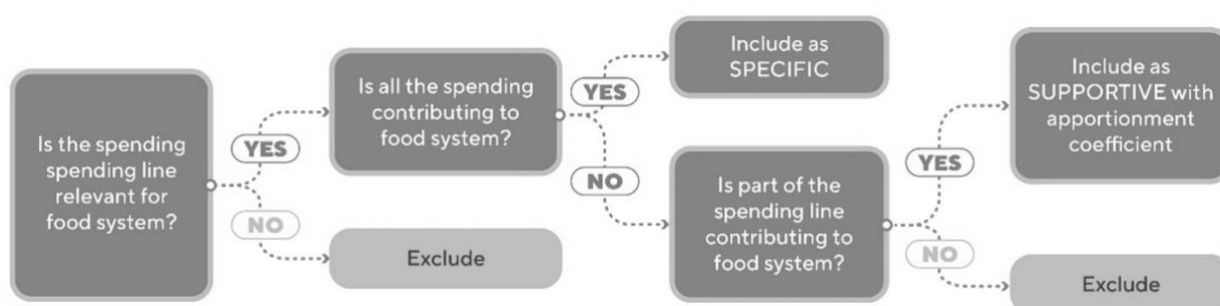 Is the spending
spending line
relevant for
food system?
YES
NO
Is all the spending
contributing to
food system?
Exclude
YES
NO
Include as
SPECIFIC
Is part of the
spending line
contributing to
food system?
YES
NO
Include as
SUPPORTIVE with
apportionment
coefficient
Exclude